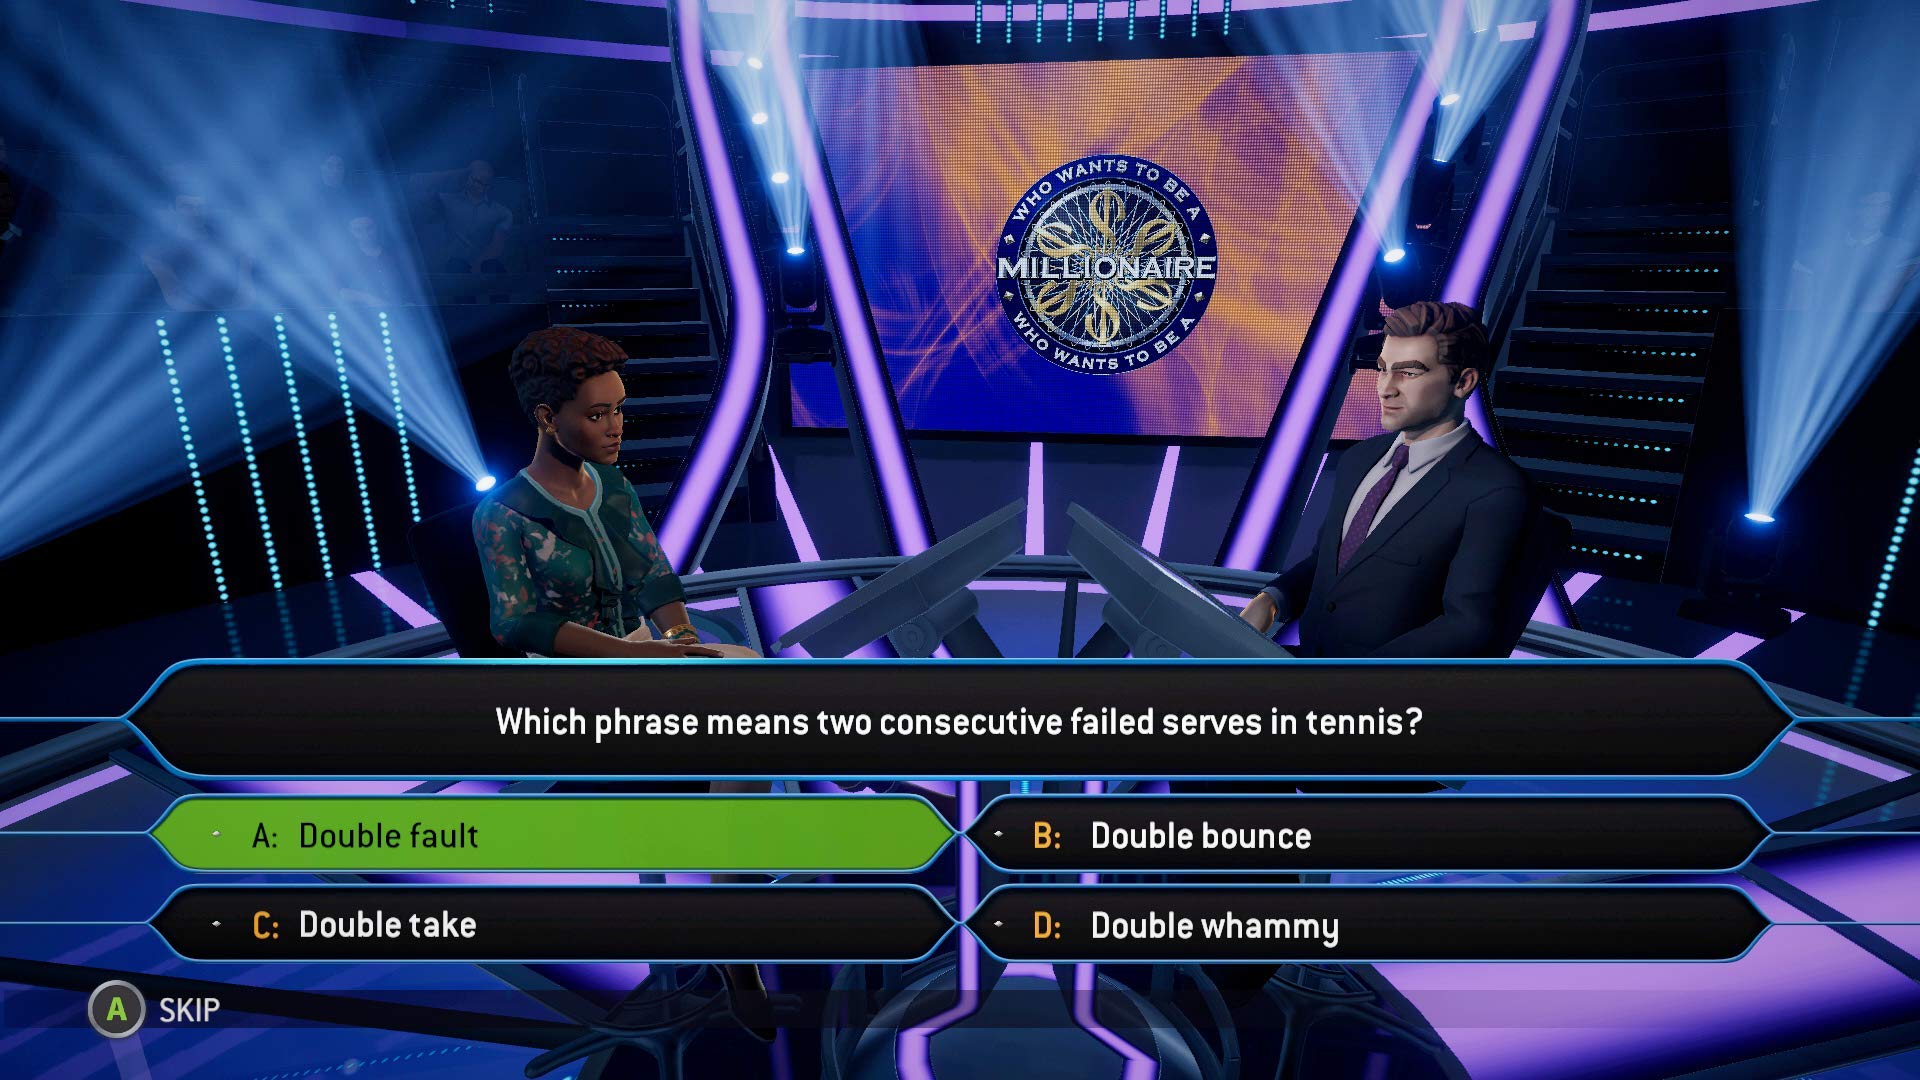 WHO WANTS TO BE A
MILLIONAIRE
WHO WANTS TO BE A
Which phrase means two consecutive failed serves in tennis?
A: Double fault
B: Double bounce
C: Double take
D: Double whammy
A SKIP